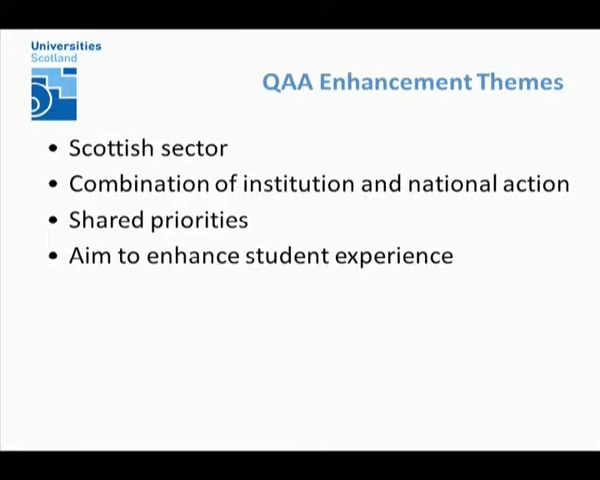 Universities
Scotland
QAA Enhancement Themes
• Scottish sector
• Combination of institution and national action
• Shared priorities
• Aim to enhance student experience